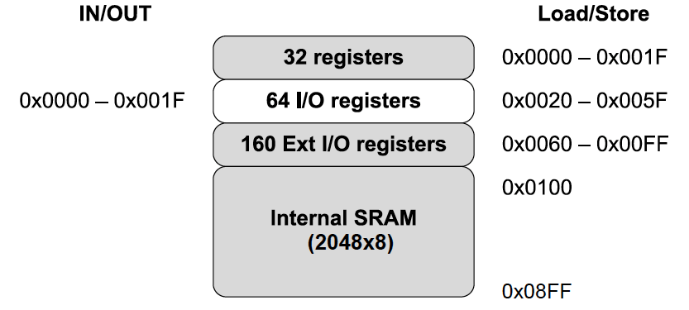 IN/OUT Load/Store
32 registers 0x0000 – 0x001F
0x0000 – 0x001F 64 I/O registers 0x0020 – 0x005F
160 Ext I/O registers 0x0060 – 0x00FF
0x0100
Internal SRAM
(2048x8)
0x08FF